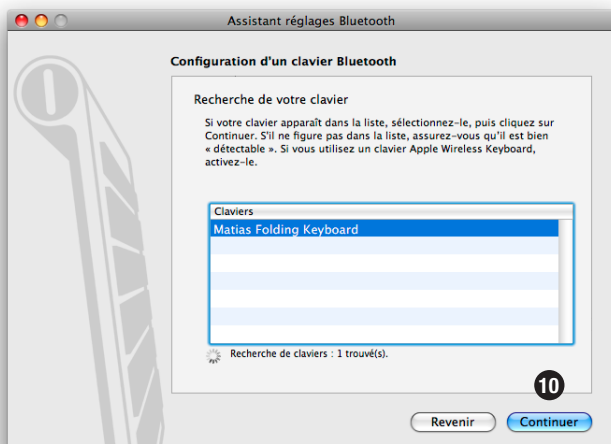 Assistant réglages Bluetooth
Configuration d'un clavier Bluetooth
Recherche de votre clavier
Si votre clavier apparaît dans la liste, sélectionnez-le, puis cliquez sur
Continuer. S'il ne figure pas dans la liste, assurez-vous qu'il est bien
« détectable ». Si vous utilisez un clavier Apple Wireless Keyboard,
activez-le.
Claviers
Matias Folding Keyboard
Recherche de claviers : 1 trouvé(s).
10
Revenir Continuer